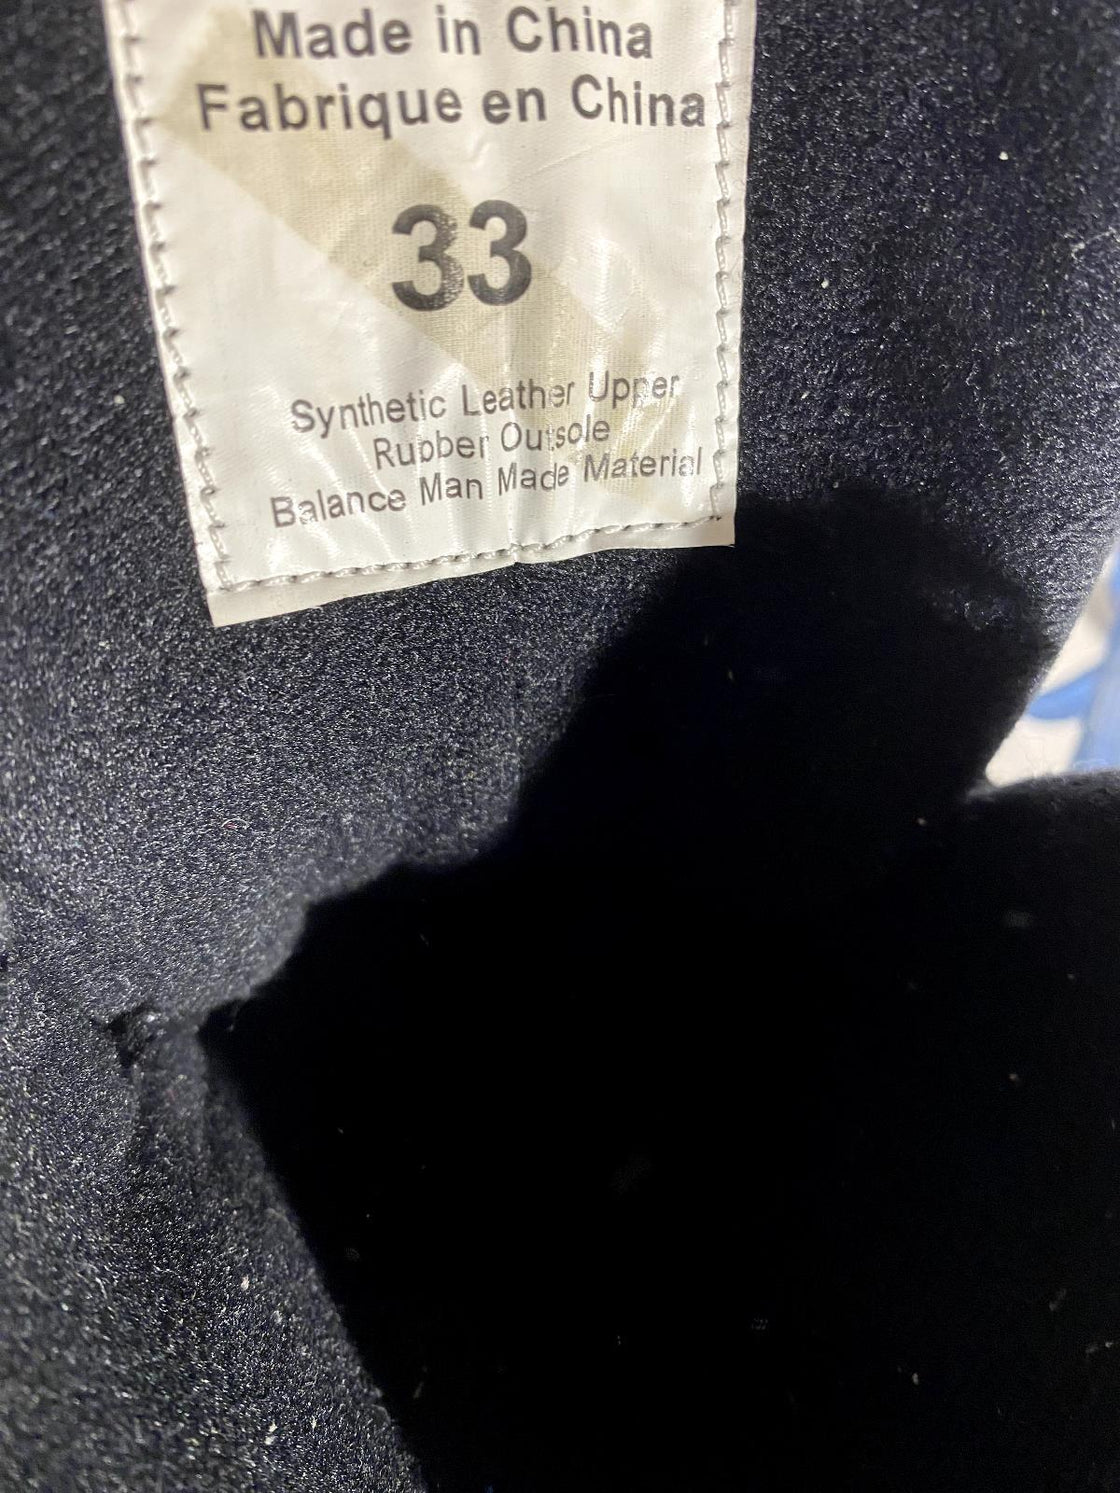 Made in China
Fabrique en China
33
Synthetic Leather Upper
Rubber Outsole
Balance Man Made Material